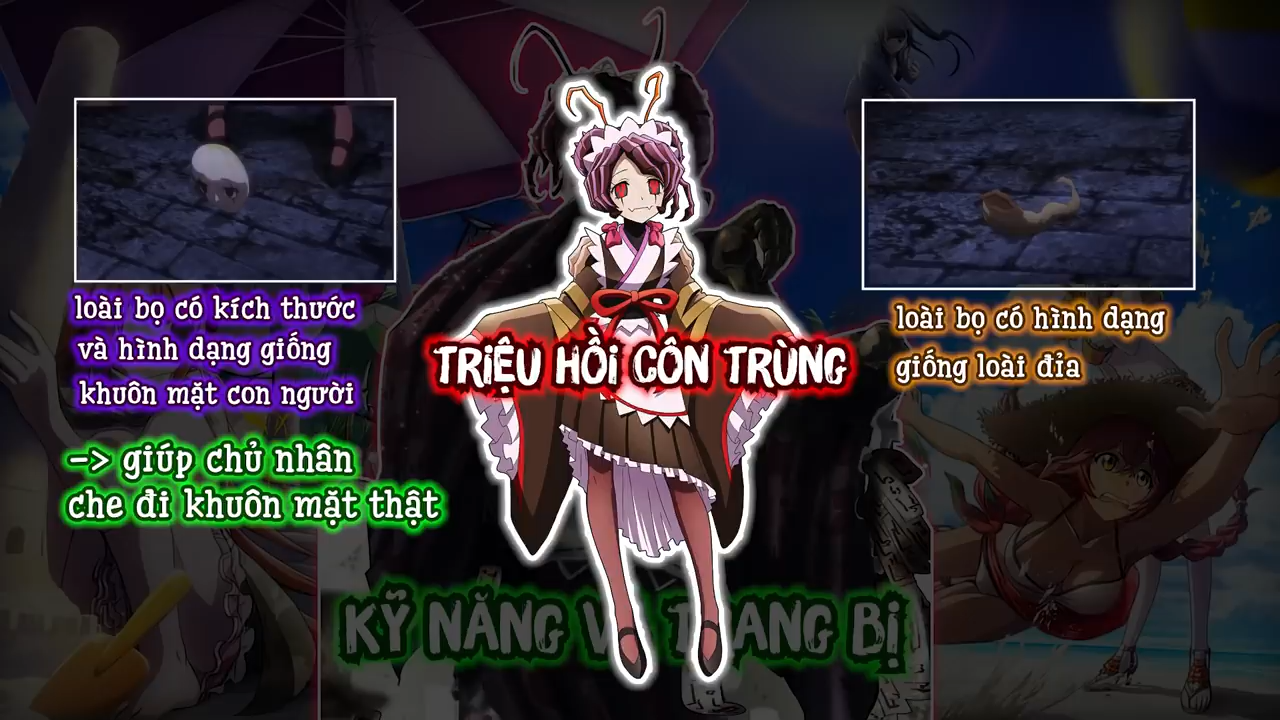 loài bọ có kích thước
và hình dạng giống
khuôn mặt con người
-> giúp chủ nhân
che đi khuôn mặt thật
TRIỆU HỒI CÔN TRÙNG
loài bọ có hình dạng
giống loài đỉa
KỸ NĂNG BỊ